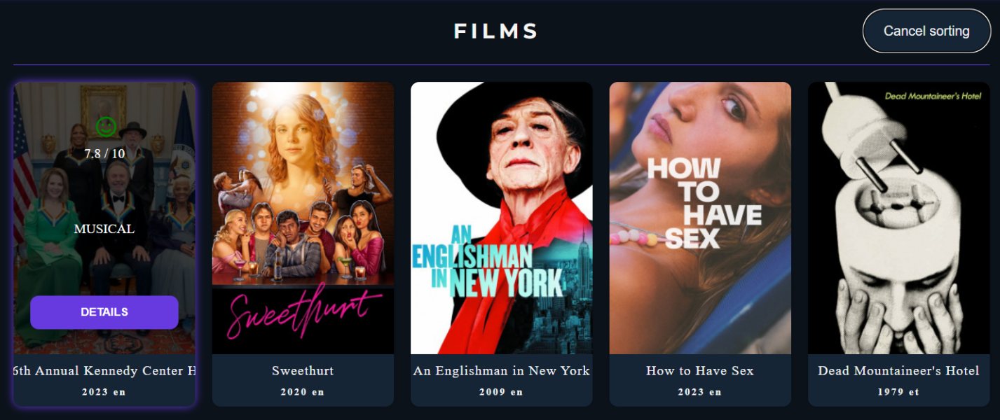 FILMS
Cancel sorting
7.8 / 10
MUSICAL
DETAILS
6th Annual Kennedy Center H
2023 en
Sweethurt
Sweethurt
2020 en
AN
ENGLISHMAN
IN NEW YORK
An Englishman in New York
2009 en
HOW
TO
HAVE
SEX
How to Have Sex
2023 en
Dead Mountaineer's Hotel
Dead Mountaineer's Hotel
1979 et